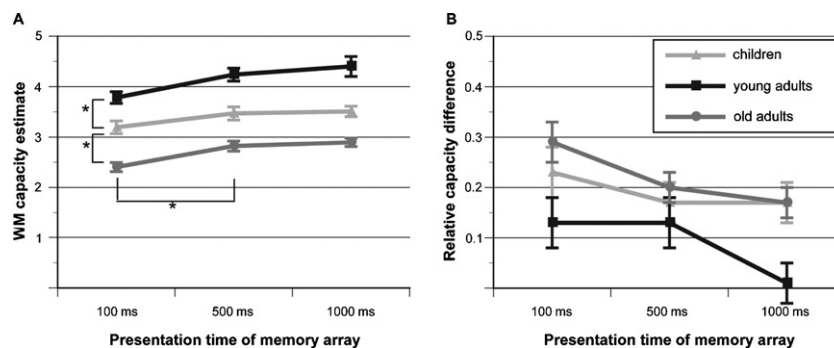 A
5
4
3
2
1
*
*
*
WM capacity estimate
100 ms
500 ms
1000 ms
Presentation time of memory array
B
0.5
0.4
0.3
0.2
0.1
Relative capacity difference
children
young adults
old adults
100 ms
500 ms
1000 ms
Presentation time of memory array